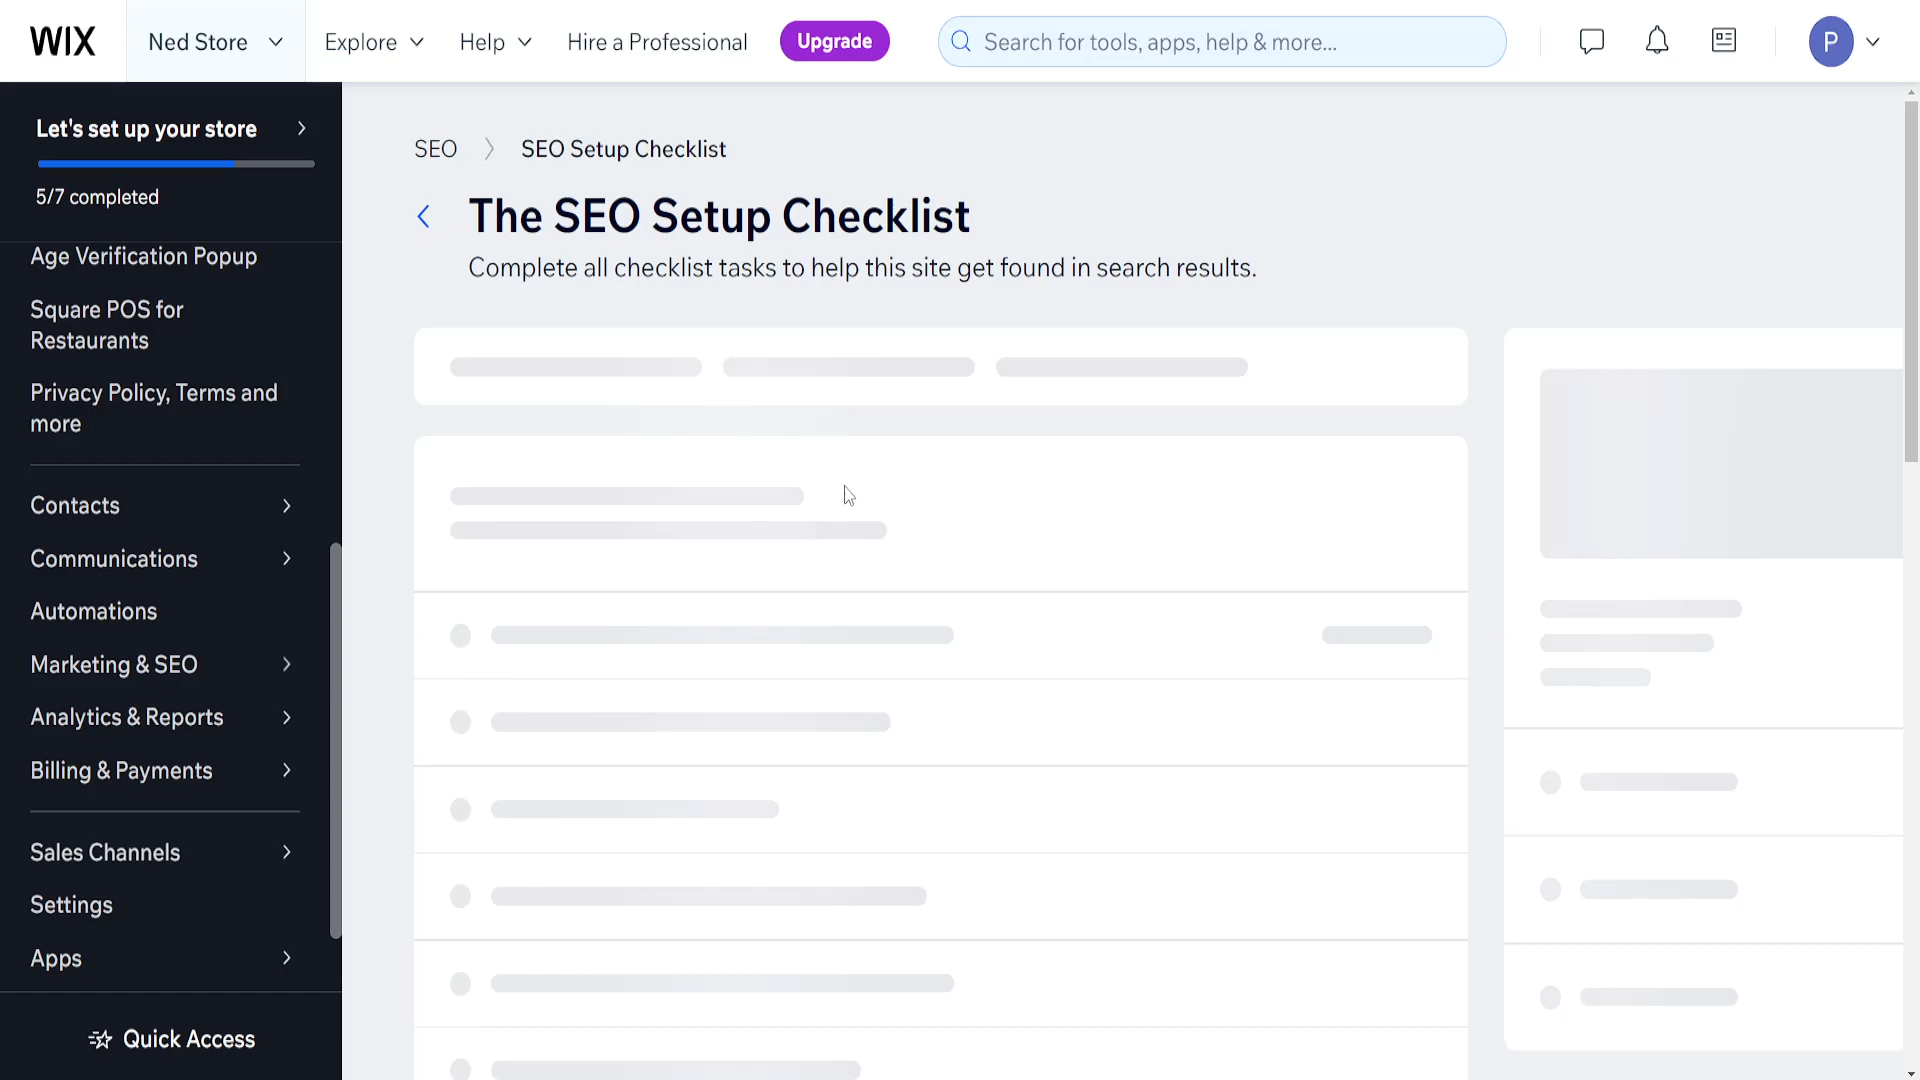 WIX
Ned Store
Explore
Help
Hire a Professional
Upgrade
Search for tools, apps, help & more...
P
Let's set up your store
5/7 completed
Age Verification Popup
Square POS for
Restaurants
Privacy Policy, Terms and
more
Contacts
Communications
Automations
Marketing & SEO
Analytics & Reports
Billing & Payments
Sales Channels
Settings
Apps
Quick Access
SEO
SEO Setup Checklist
The SEO Setup Checklist
Complete all checklist tasks to help this site get found in search results.